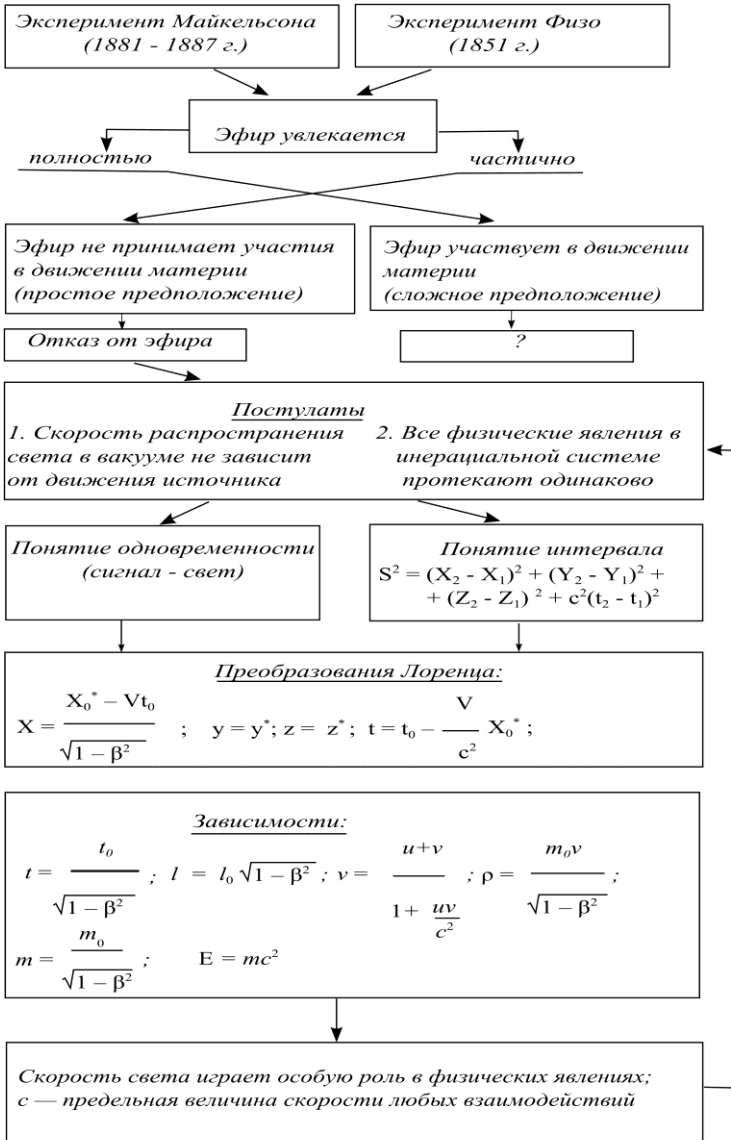 Эксперимент Майкельсона
(1881 - 1887 г.)
Эксперимент Физо
(1851 г.)
Эфир увлекается
полностью
частично
Эфир не принимает участия
в движении материи
(простое предположение)
Эфир участвует в движении
материи
(сложное предположение)
Отказ от эфира
?
Постулаты
1. Скорость распространения
света в вакууме не зависит
от движения источника
2. Все физические явления в
инерациальной системе
протекают одинаково
Понятие одновременности
(сигнал - свет)
Понятие интервала
S² = (X₂ - X₁)² + (Y₂ - Y₁)² +
+ (Z₂ - Z₁) ² + c²(t₂ - t₁)²
Преобразования Лоренца:
X = (X₀* – Vt₀) / √(1 – β²) ; y = y*; z = z*; t = t₀ – V/c² X₀* ;
Зависимости:
t = t₀ / √(1 – β²) ; l = l₀ √(1 – β²) ; v = (u+v) / (1+ uv/c²) ; ρ = m₀v / √(1 – β²) ;
m = m₀ / √(1 – β²) ; E = mc²
Скорость света играет особую роль в физических явлениях;
с — предельная величина скорости любых взаимодействий